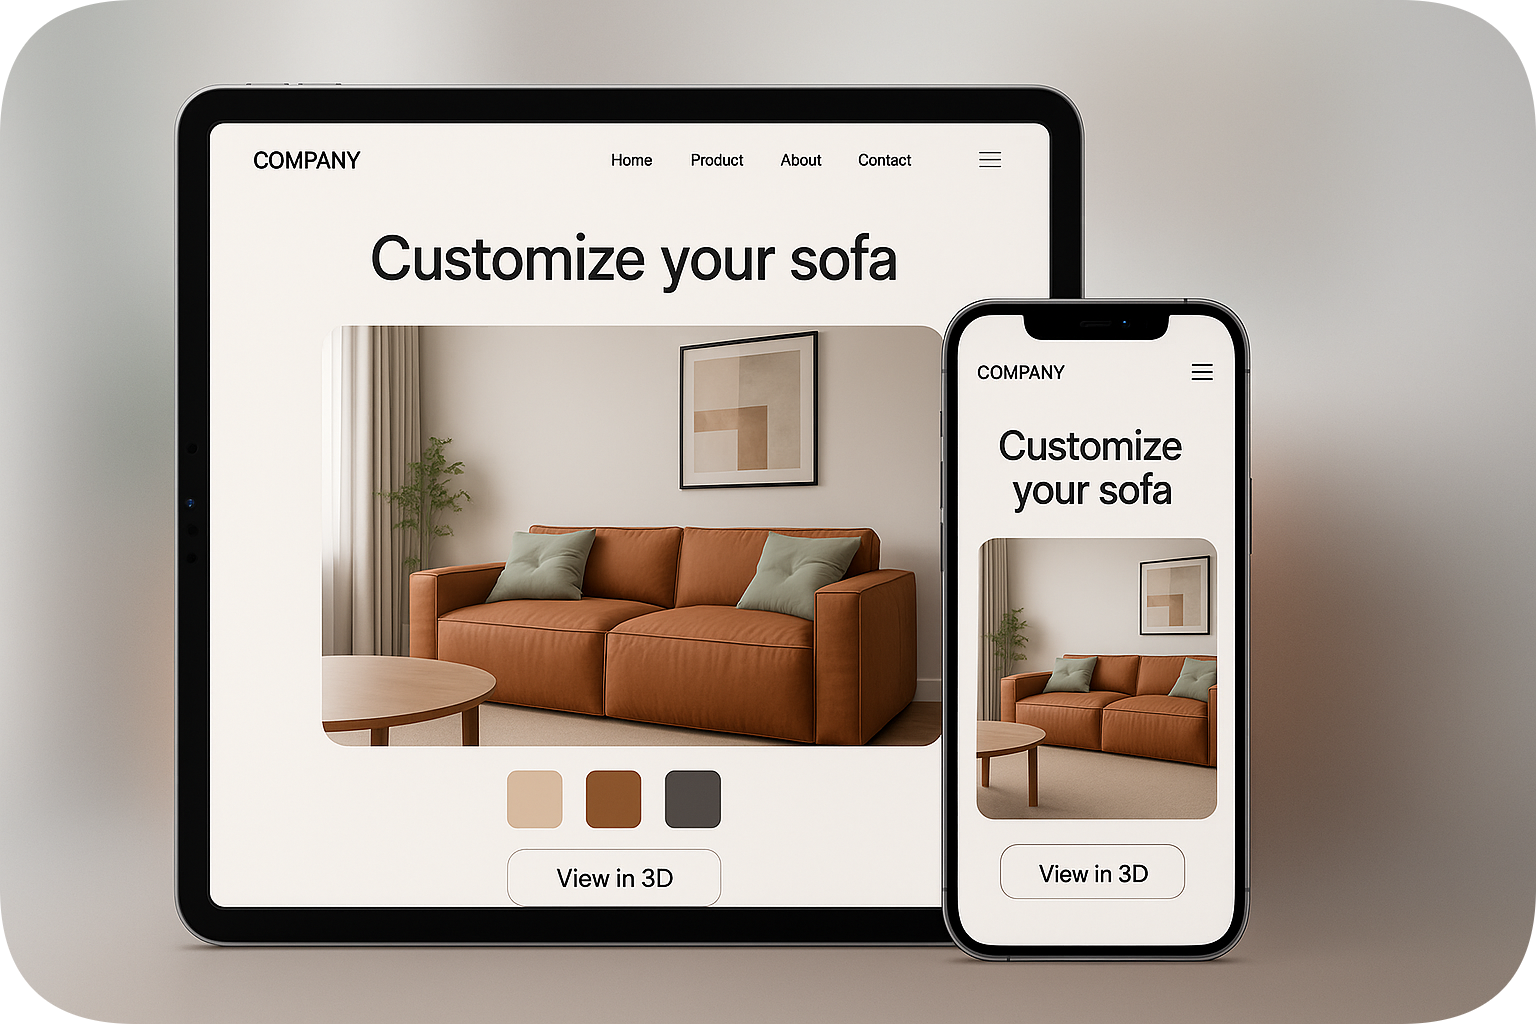 COMPANY
Home Product About Contact
Customize your sofa
View in 3D
COMPANY
Customize
your sofa
View in 3D